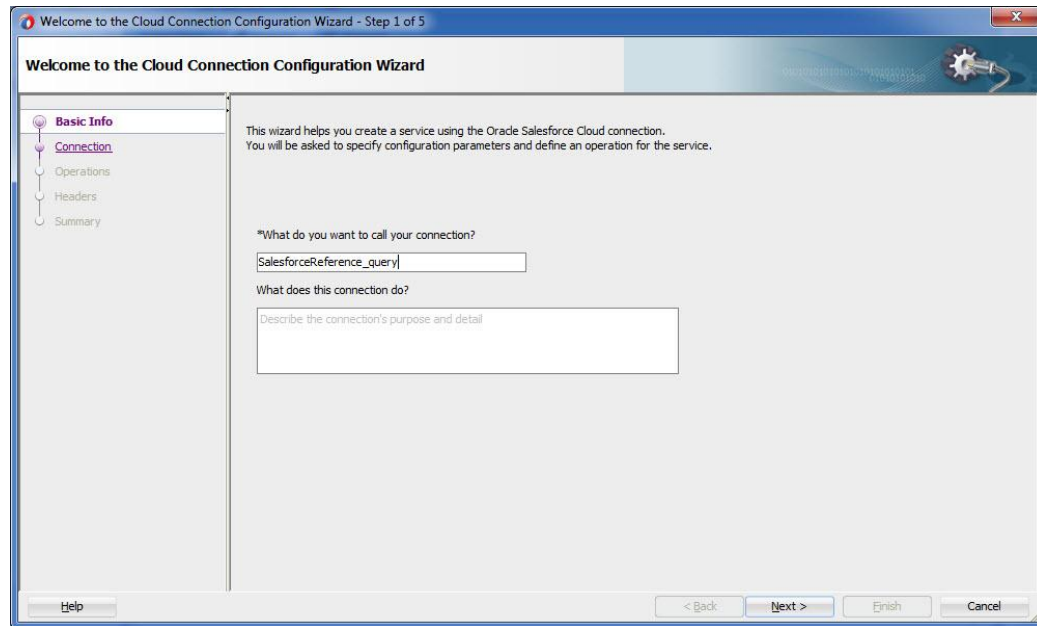 Welcome to the Cloud Connection Configuration Wizard - Step 1 of 5
Welcome to the Cloud Connection Configuration Wizard
Basic Info
Connection
Operations
Headers
Summary
This wizard helps you create a service using the Oracle Salesforce Cloud connection.
You will be asked to specify configuration parameters and define an operation for the service.
*What do you want to call your connection?
SalesforceReference_query
What does this connection do?
Describe the connection's purpose and detail
Help
< Back
Next >
Finish
Cancel